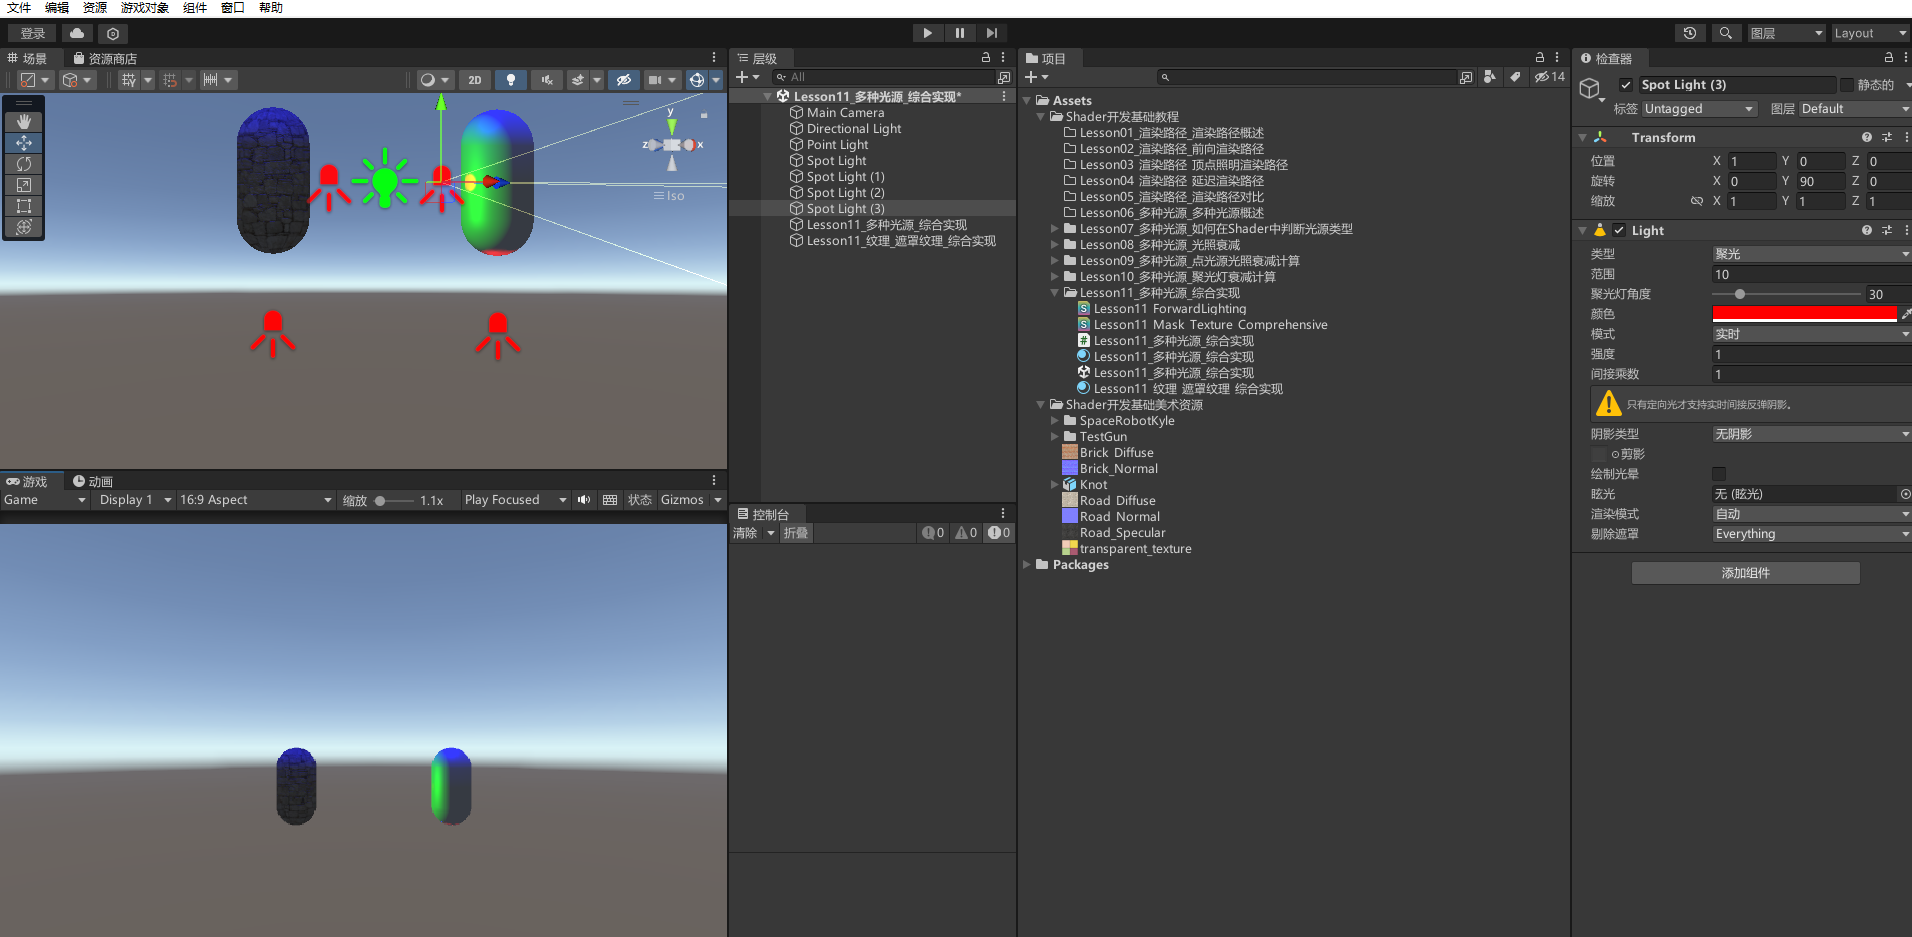 文件 编辑 资源 游戏对象 组件 窗口 帮助
登录
图层 Layout
场景 资源商店
2D
y
z x
Iso
游戏 动画
Game Display 1 16:9 Aspect 缩放 1.1x Play Focused 状态 Gizmos
层级
All
Lesson11_多种光源_综合实现*
Main Camera
Directional Light
Point Light
Spot Light
Spot Light (1)
Spot Light (2)
Spot Light (3)
Lesson11_多种光源_综合实现
Lesson11_纹理_遮罩纹理_综合实现
控制台
清除 折叠 0 0 0
项目
14
Assets
Shader开发基础教程
Lesson01_渲染路径_渲染路径概述
Lesson02_渲染路径_前向渲染路径
Lesson03_渲染路径_顶点照明渲染路径
Lesson04_渲染路径_延迟渲染路径
Lesson05_渲染路径_渲染路径对比
Lesson06_多种光源_多种光源概述
Lesson07_多种光源_如何在Shader中判断光源类型
Lesson08_多种光源_光照衰减
Lesson09_多种光源_点光源光照衰减计算
Lesson10_多种光源_聚光灯衰减计算
Lesson11_多种光源_综合实现
Lesson11_ForwardLighting
Lesson11_Mask_Texture_Comprehensive
Lesson11_多种光源_综合实现
Lesson11_多种光源_综合实现
Lesson11_多种光源_综合实现
Lesson11_纹理_遮罩纹理_综合实现
Shader开发基础美术资源
SpaceRobotKyle
TestGun
Brick_Diffuse
Brick_Normal
Knot
Road_Diffuse
Road_Normal
Road_Specular
transparent_texture
Packages
检查器
Spot Light (3) 静态的
标签 Untagged 图层 Default
Transform
位置 X 1 Y 0 Z 0
旋转 X 0 Y 90 Z 0
缩放 X 1 Y 1 Z 1
Light
类型 聚光
范围 10
聚光灯角度 30
颜色
模式 实时
强度 1
间接乘数 1
只有定向光才支持实时间接反弹阴影。
阴影类型 无阴影
剪影
绘制光晕
眩光 无 (眩光)
渲染模式 自动
剔除遮罩 Everything
添加组件